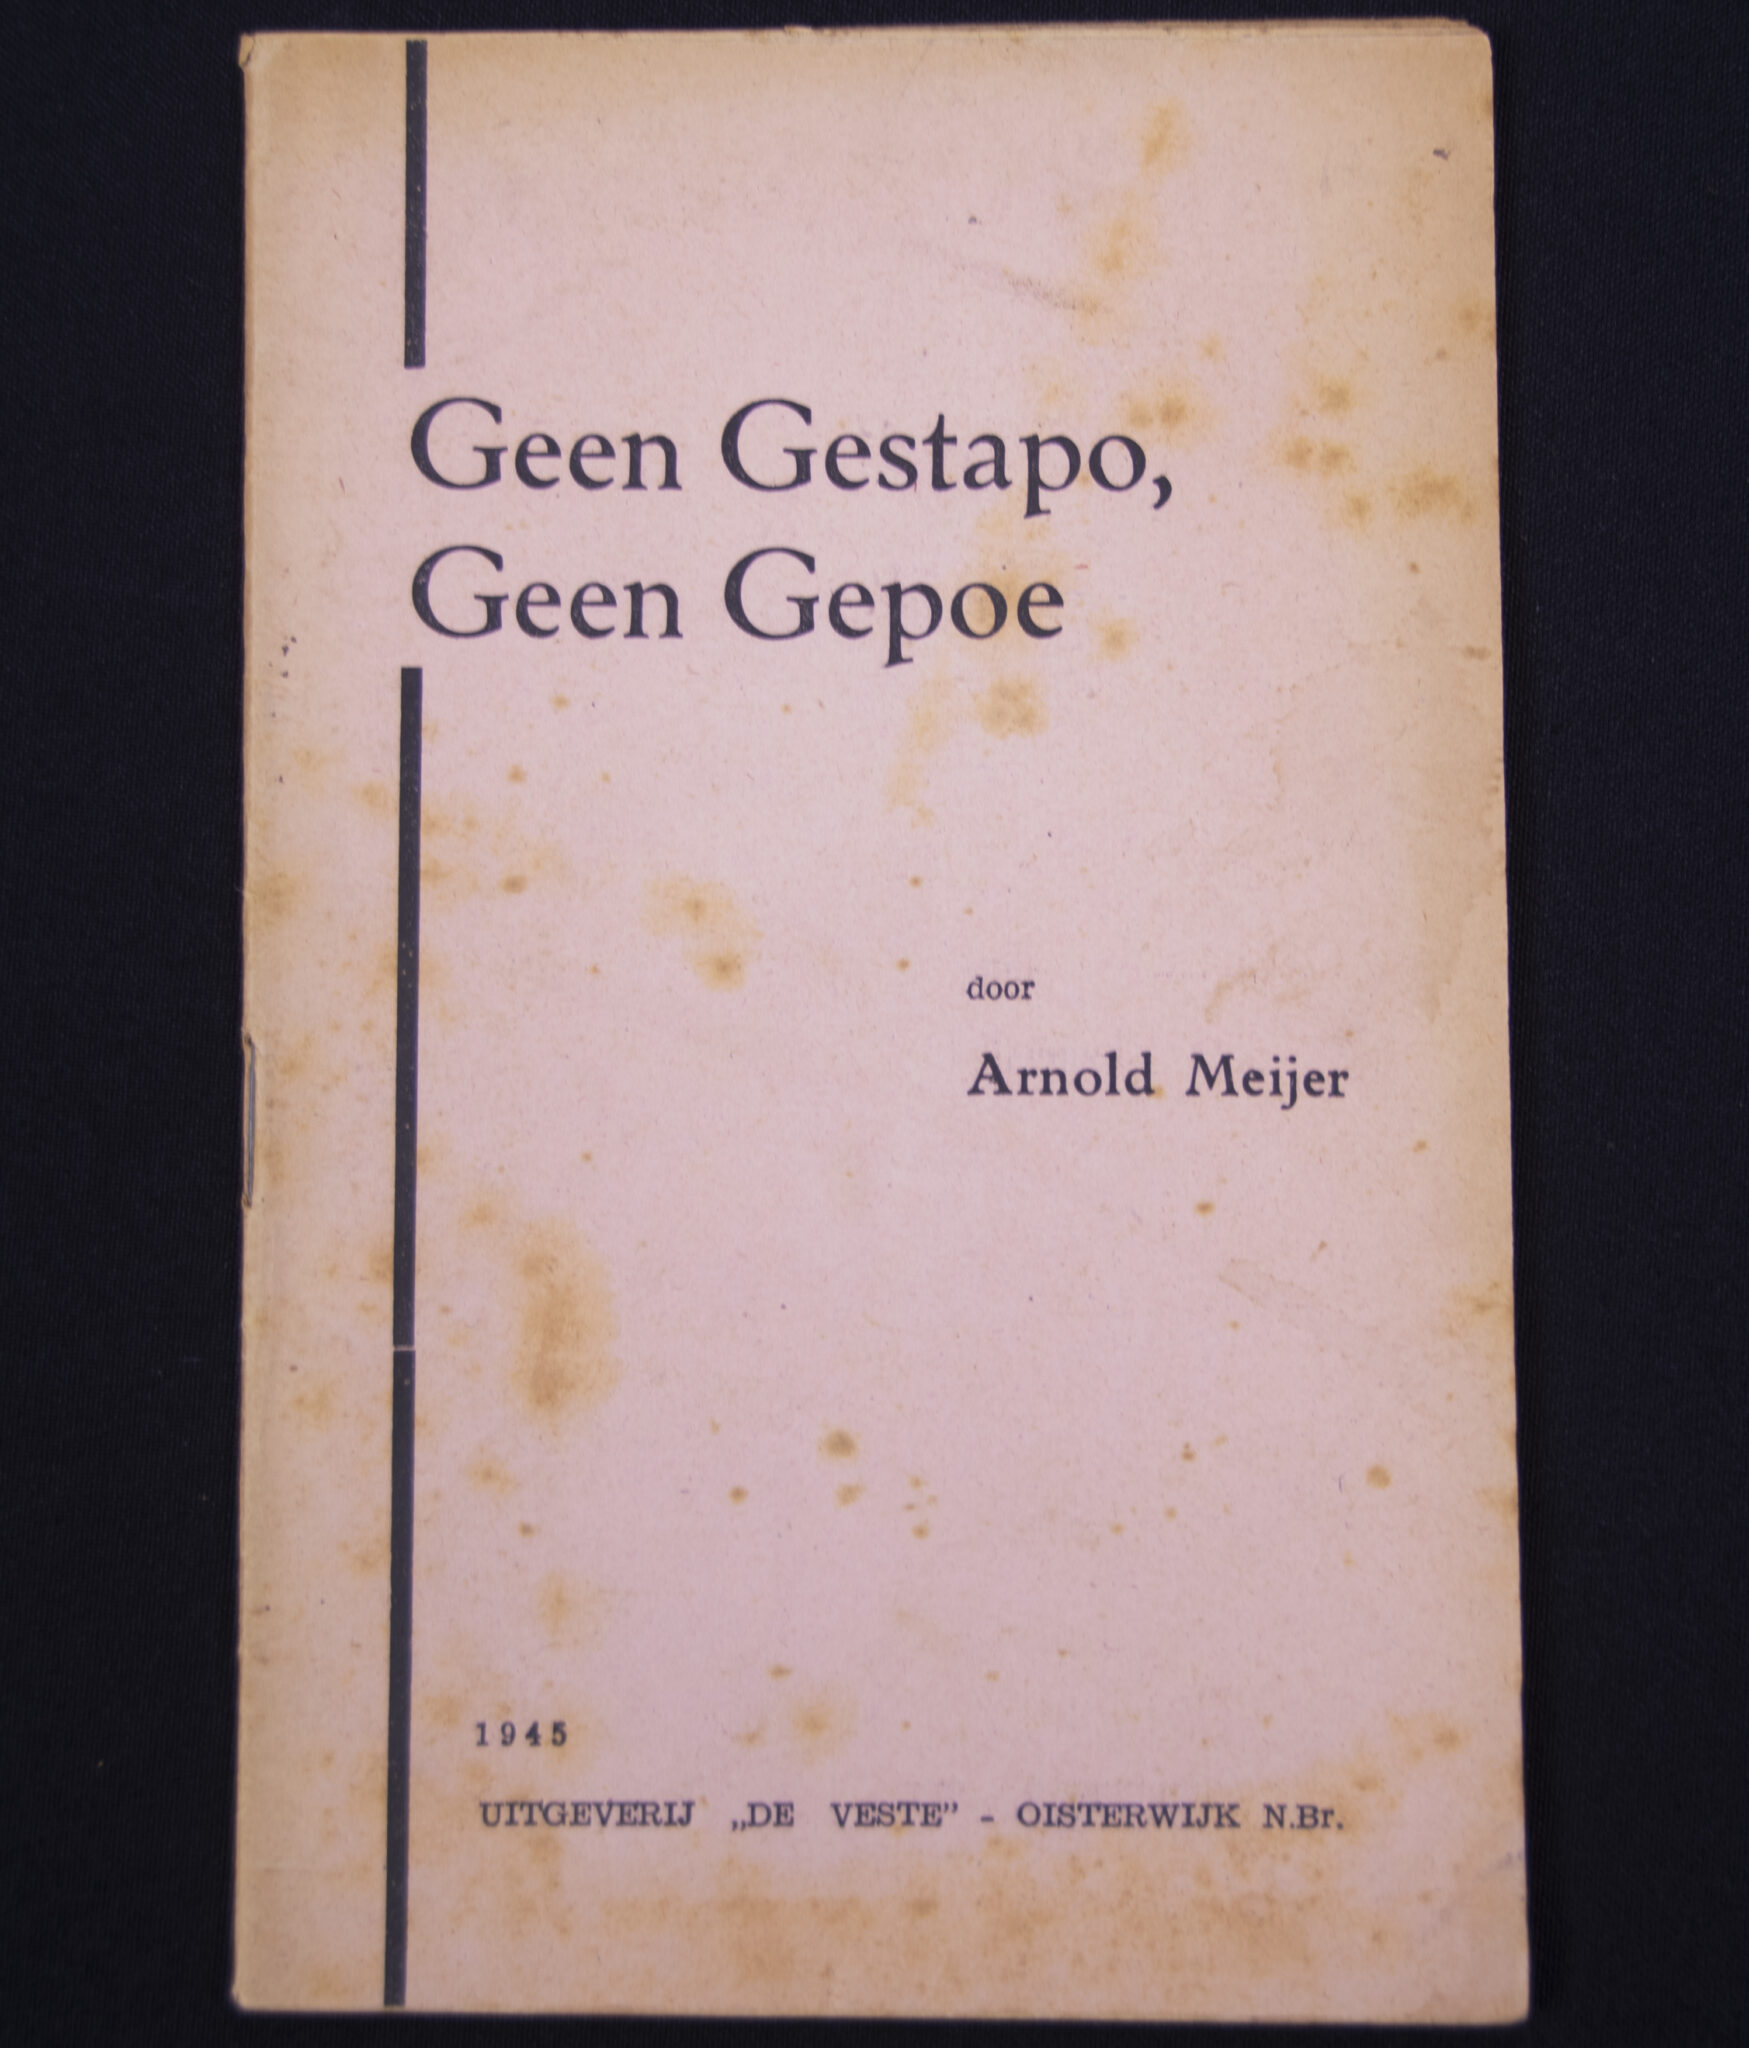 Geen Gestapo,
Geen Gepoe
door
Arnold Meijer
1945
UITGEVERIJ „DE VESTE” - OISTERWIJK N.Br.